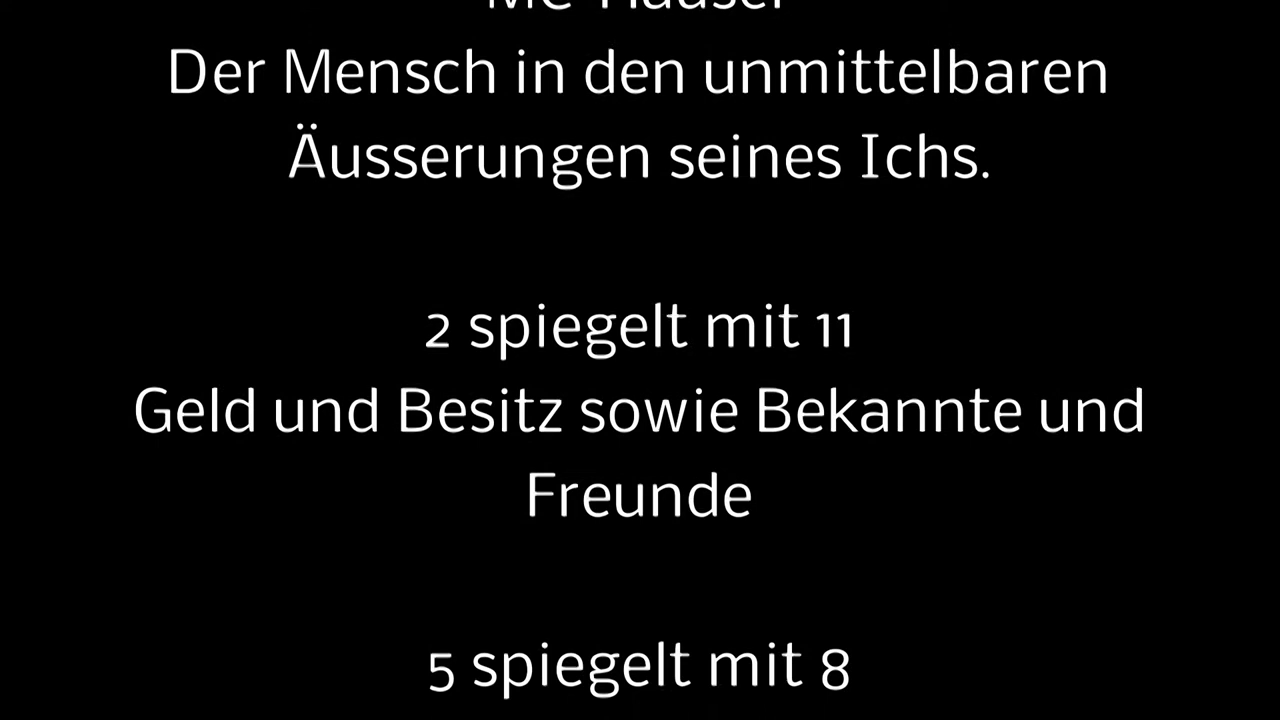 Der Mensch in den unmittelbaren
Äusserungen seines Ichs.
2 spiegelt mit 11
Geld und Besitz sowie Bekannte und
Freunde
5 spiegelt mit 8